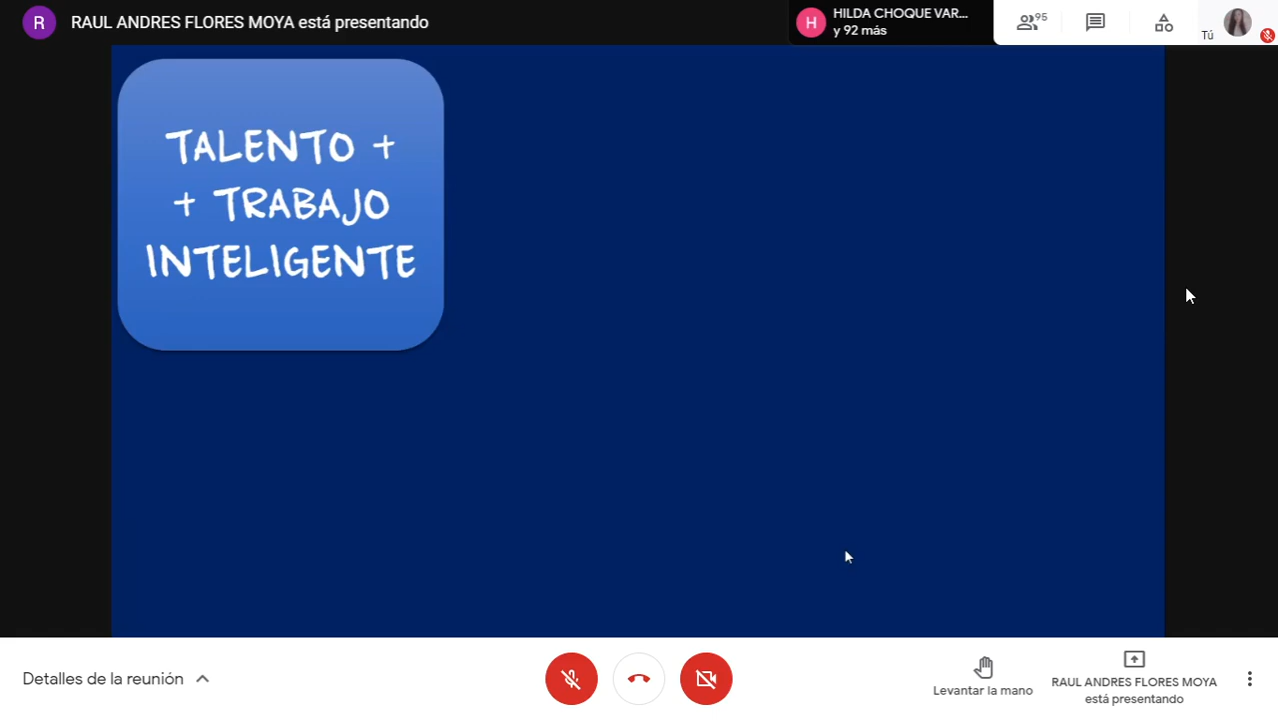 R RAUL ANDRES FLORES MOYA está presentando
H HILDA CHOQUE VAR...
y 92 más
95
Tú
TALENTO +
+ TRABAJO
INTELIGENTE
Detalles de la reunión
Levantar la mano
RAUL ANDRES FLORES MOYA
está presentando